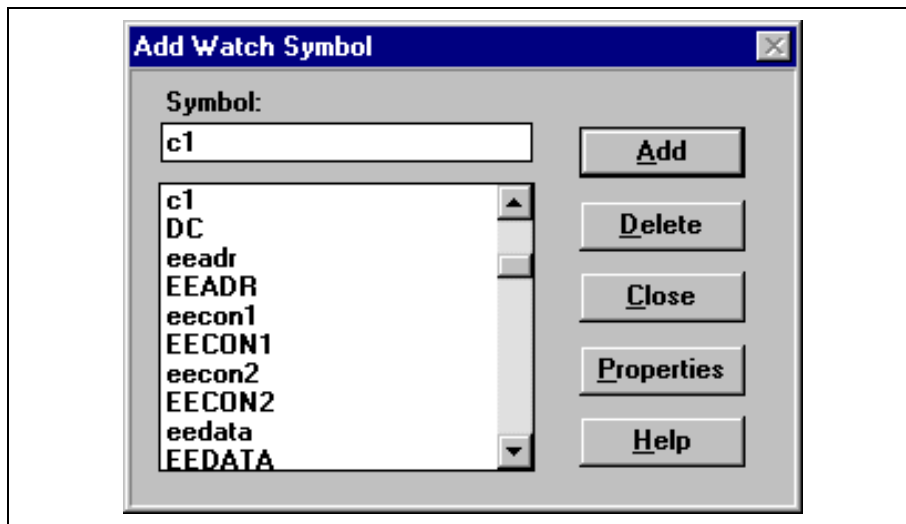 Add Watch Symbol
Symbol:
c1
c1
DC
eeadr
EEADR
eecon1
EECON1
eecon2
EECON2
eedata
EEDATA
Add
Delete
Close
Properties
Help